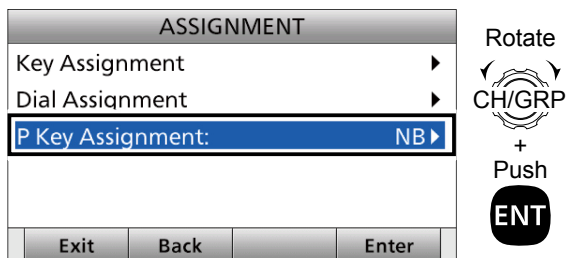 ASSIGNMENT
Key Assignment
Dial Assignment
P Key Assignment: NB
Exit Back Enter
Rotate
CH/GRP
+
Push
ENT